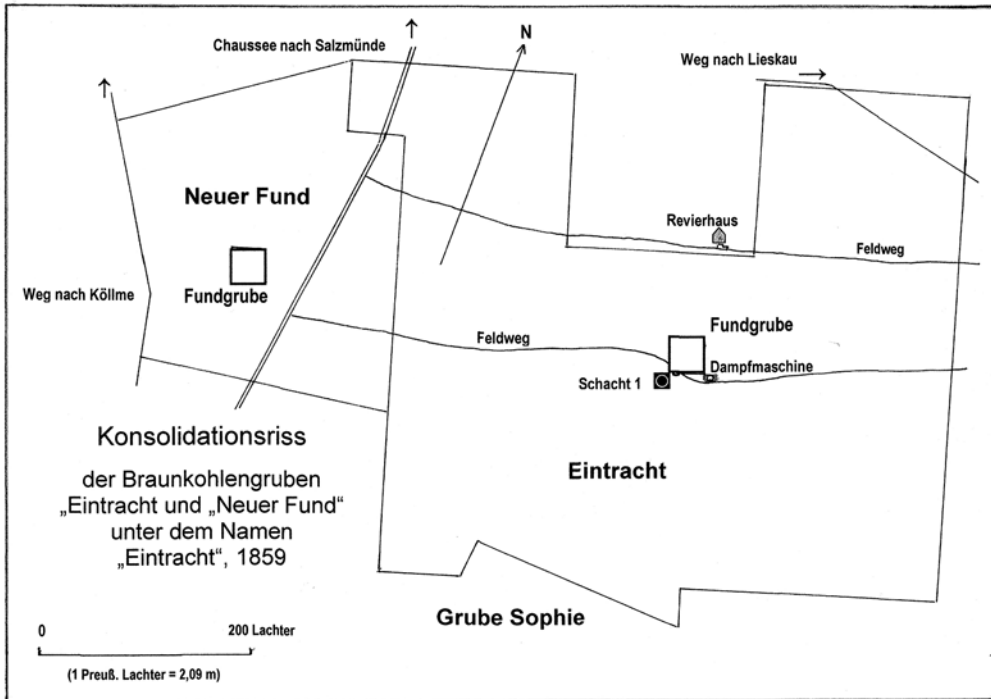 Chaussee nach Salzmünde
N
Weg nach Lieskau
Neuer Fund
Revierhaus
Feldweg
Weg nach Köllme
Fundgrube
Fundgrube
Feldweg
Dampfmaschine
Schacht 1
Konsolidationsriss
der Braunkohlengruben
„Eintracht und „Neuer Fund“
unter dem Namen
„Eintracht“, 1859
Eintracht
Grube Sophie
0
200 Lachter
(1 Preuß. Lachter = 2,09 m)